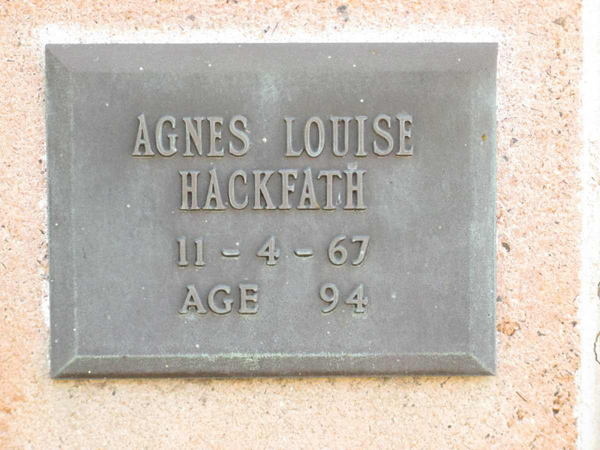 AGNES LOUISE
HACKFATH
11 - 4 - 67
AGE 94